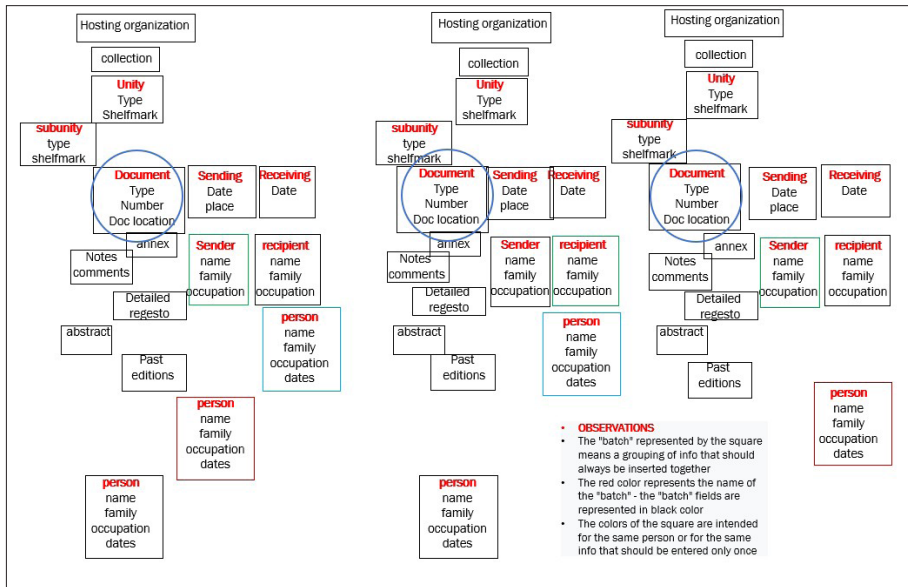 Hosting organization
collection
Unity
Type
Shelfmark
subunity
type
shelfmark
Document
Type
Number
Doc location
Sending
Date
place
Receiving
Date
annex
Notes
comments
Sender
name
family
occupation
recipient
name
family
occupation
Detailed
regesto
abstract
Past
editions
person
name
family
occupation
dates
person
name
family
occupation
dates
person
name
family
occupation
dates
Hosting organization
collection
Unity
Type
shelfmark
subunity
type
shelfmark
Document
Type
Number
Doc location
Sending
Date
place
Receiving
Date
annex
Notes
comments
Sender
name
family
occupation
recipient
name
family
occupation
Detailed
regesto
abstract
Past
editions
person
name
family
occupation
dates
person
name
family
occupation
dates
Hosting organization
collection
Unity
Type
shelfmark
subunity
type
shelfmark
Document
Type
Number
Doc location
Sending
Date
place
Receiving
Date
annex
Notes
comments
Sender
name
family
occupation
recipient
name
family
occupation
Detailed
regesto
abstract
Past
editions
person
name
family
occupation
dates
• OBSERVATIONS
• The "batch" represented by the square
means a grouping of info that should
always be inserted together
• The red color represents the name of
the "batch" - the "batch" fields are
represented in black color
• The colors of the square are intended
for the same person or for the same
info that should be entered only once